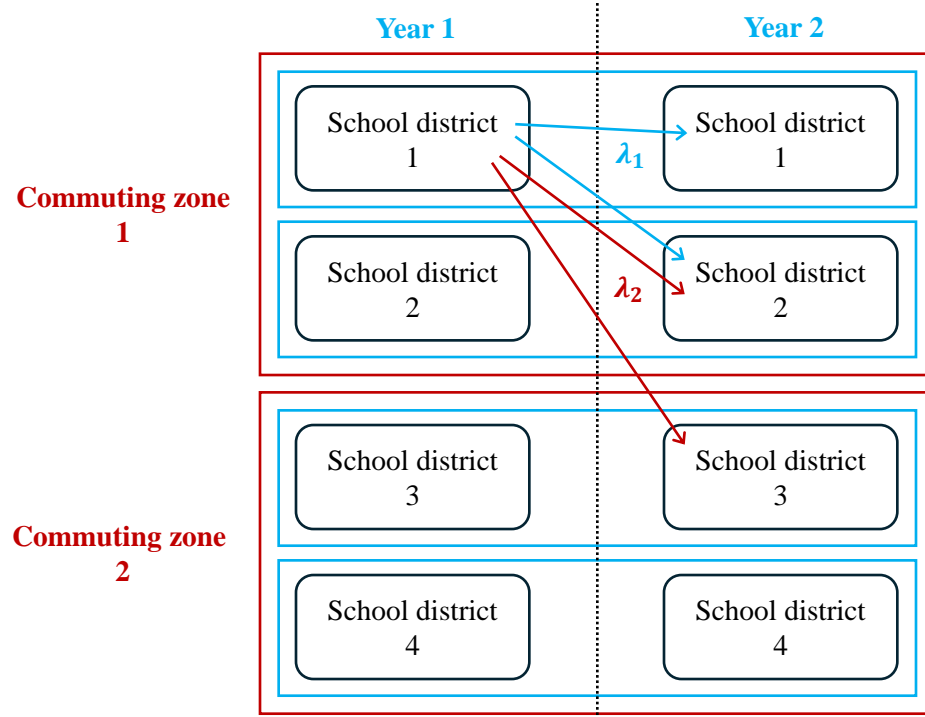 Year 1 Year 2
School district
1
School district
1
λ₁
Commuting zone
1
School district
2
School district
2
λ₂
School district
3
School district
3
Commuting zone
2
School district
4
School district
4